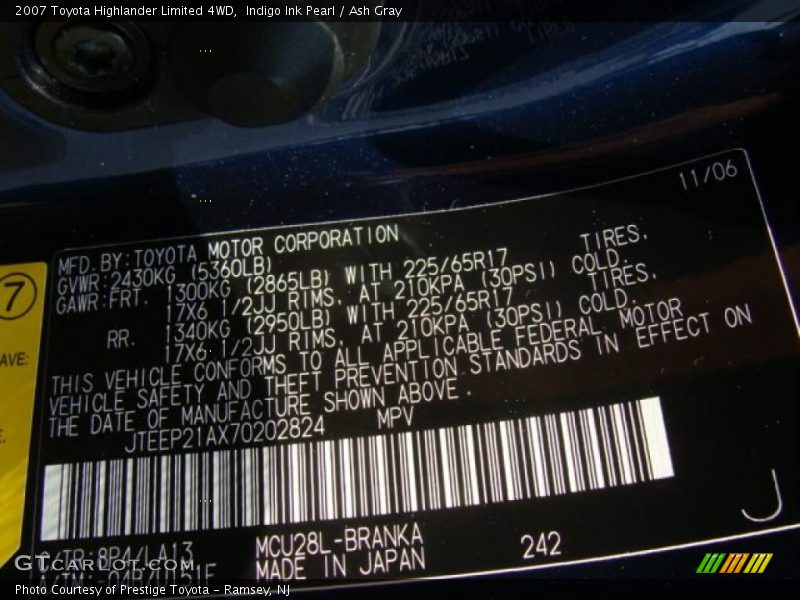 2007 Toyota Highlander Limited 4WD, Indigo Ink Pearl / Ash Gray
11/06
MFD.BY:TOYOTA MOTOR CORPORATION
GVWR:2430KG (5360LB)
GAWR:FRT. 1300KG (2865LB) WITH 225/65R17 TIRES.
17X6 1/2JJ RIMS. AT 210KPA (30PSI) COLD.
RR. 1340KG (2950LB) WITH 225/65R17 TIRES.
17X6 1/2JJ RIMS. AT 210KPA (30PSI) COLD.
THIS VEHICLE CONFORMS TO ALL APPLICABLE FEDERAL MOTOR
VEHICLE SAFETY AND THEFT PREVENTION STANDARDS IN EFFECT ON
THE DATE OF MANUFACTURE SHOWN ABOVE.
JTEEP21AX70202824 MPV
7
AVE:
C/TR:8P4/LA13 MCU28L-BRANKA 242
MADE IN JAPAN
J
GTCarLot.com
Photo Courtesy of Prestige Toyota – Ramsey, NJ